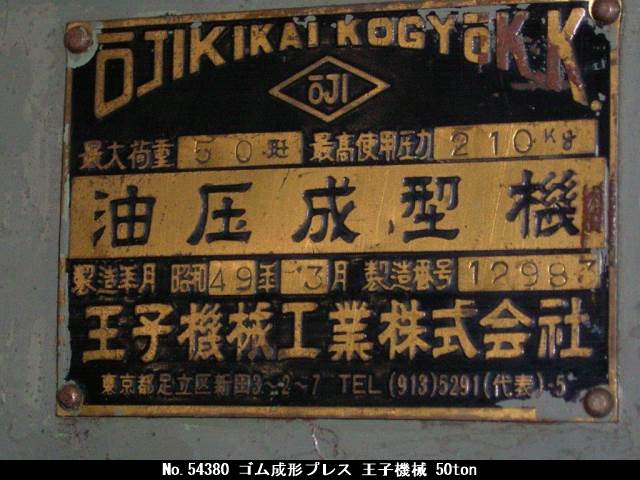 ŌJI KIKAI KOGYŌ K.K.
ŌJI
最大荷重 50 瓲 最高使用圧力 210 Kg
油圧成型機
製造年月 昭和49年 3月 製造番号 12987
王子機械工業株式会社
東京都足立区新田3〜2〜7 TEL (913)5291(代表)-5
No.54380 ゴム成形プレス 王子機械 50ton